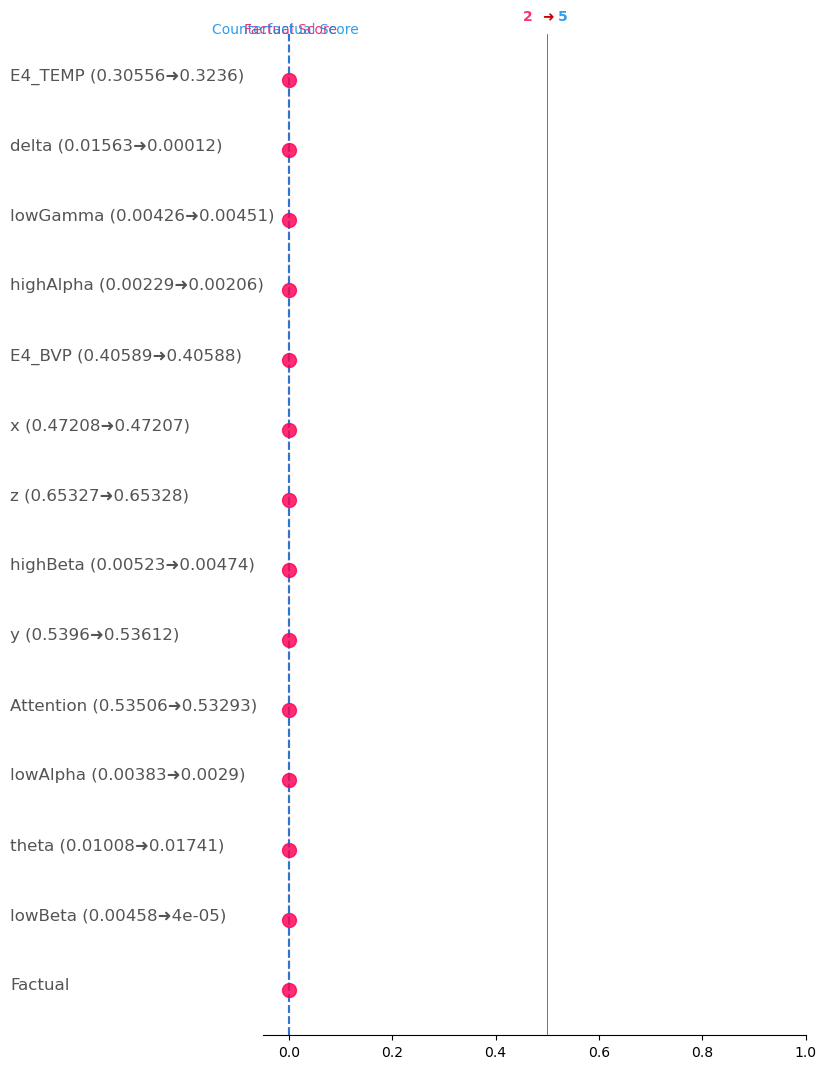 2 ➜ 5
Counterfactual Score
Factual Score
E4_TEMP (0.30556➜0.3236)
delta (0.01563➜0.00012)
lowGamma (0.00426➜0.00451)
highAlpha (0.00229➜0.00206)
E4_BVP (0.40589➜0.40588)
x (0.47208➜0.47207)
z (0.65327➜0.65328)
highBeta (0.00523➜0.00474)
y (0.5396➜0.53612)
Attention (0.53506➜0.53293)
lowAlpha (0.00383➜0.0029)
theta (0.01008➜0.01741)
lowBeta (0.00458➜4e-05)
Factual
0.0 0.2 0.4 0.6 0.8 1.0